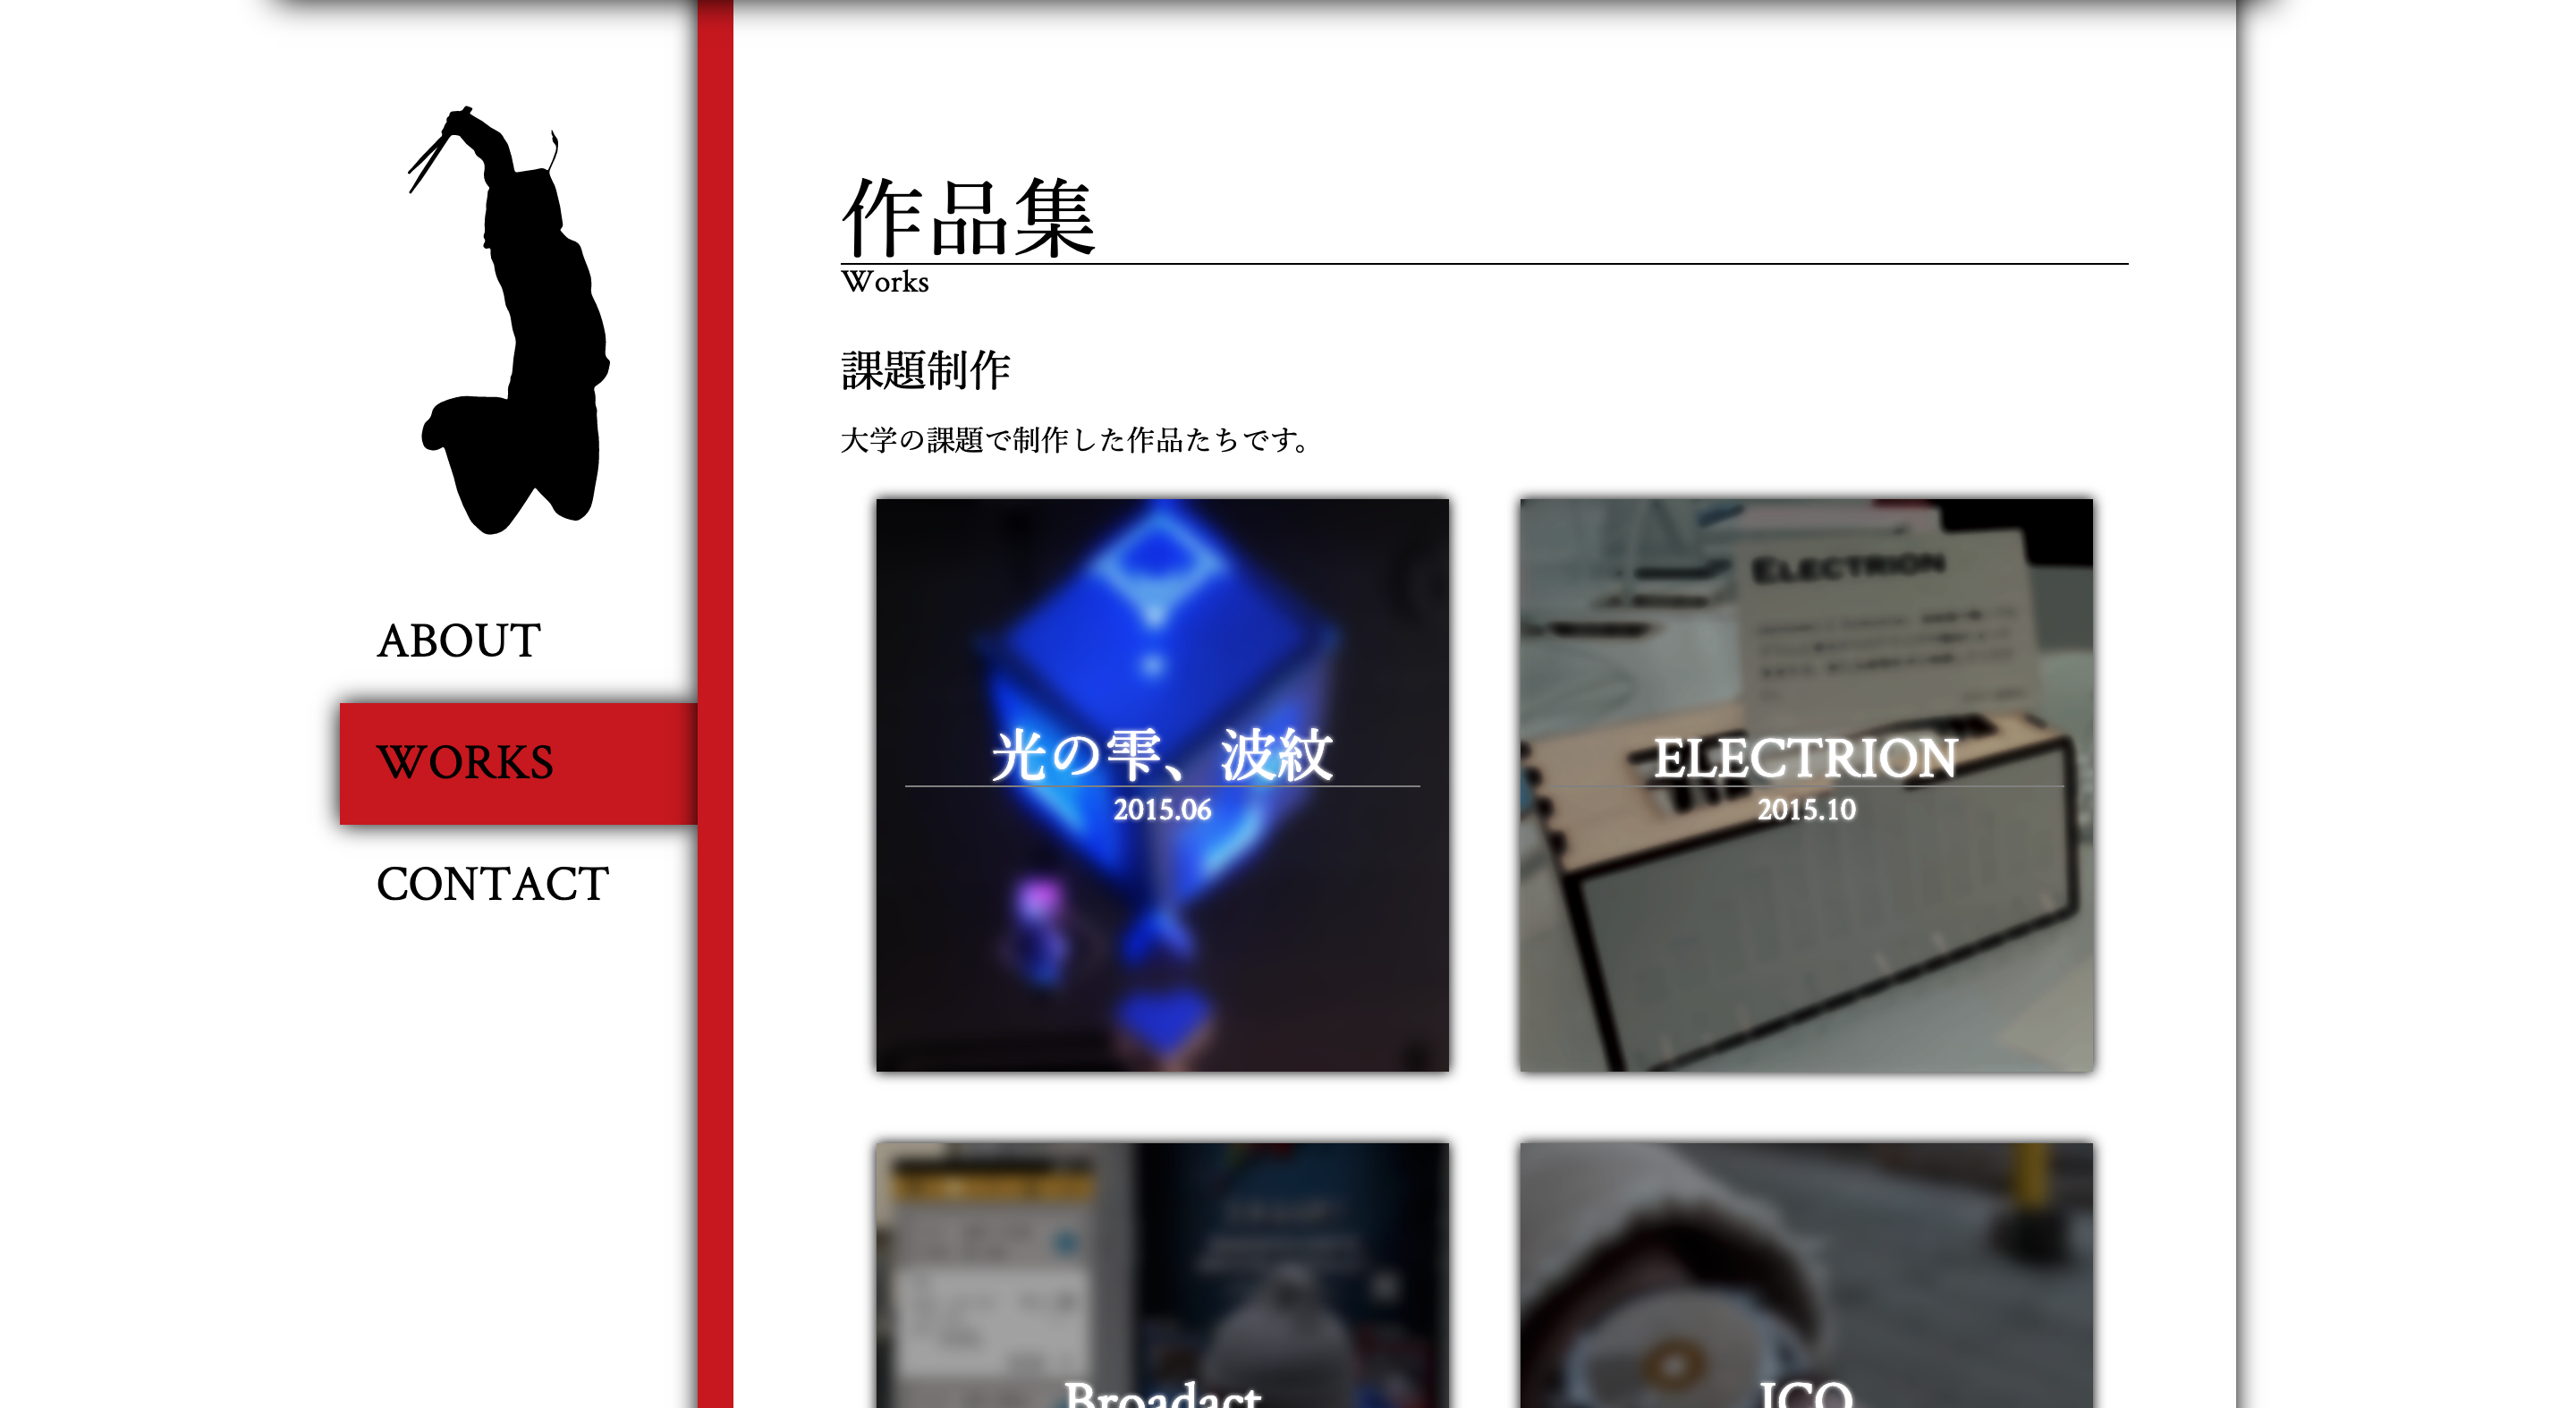 ABOUT
WORKS
CONTACT
作品集
Works
課題制作
大学の課題で制作した作品たちです。
光の雫、波紋
2015.06
ELECTRION
ELECTRION
2015.10
Broadact
ICO